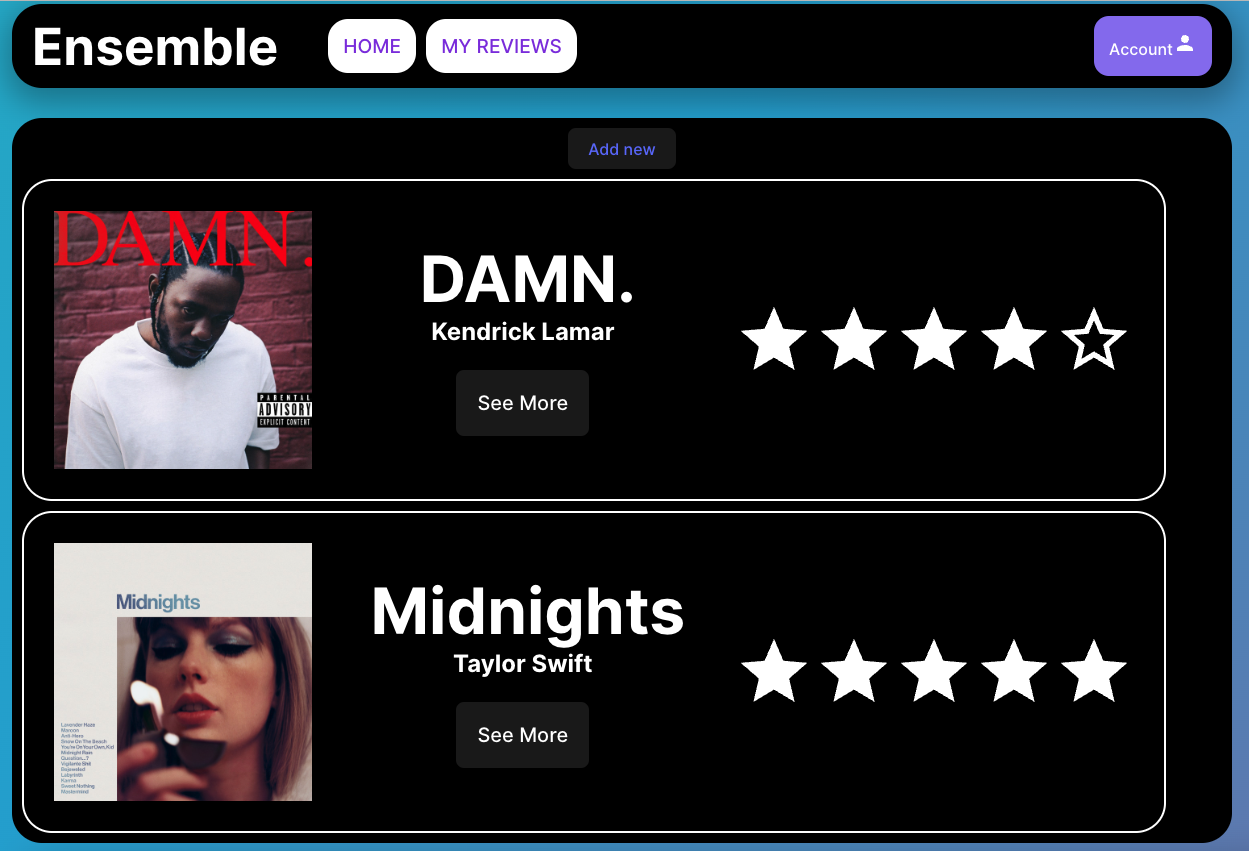 Ensemble
HOME
MY REVIEWS
Account
Add new
DAMN.
PARENTAL
ADVISORY
EXPLICIT CONTENT
DAMN.
Kendrick Lamar
See More
Midnights
Lavender Haze
Maroon
Anti-Hero
Snow On The Beach
You're On Your Own, Kid
Midnight Rain
Question...?
Vigilante Shit
Bejeweled
Labyrinth
Karma
Sweet Nothing
Mastermind
Midnights
Taylor Swift
See More